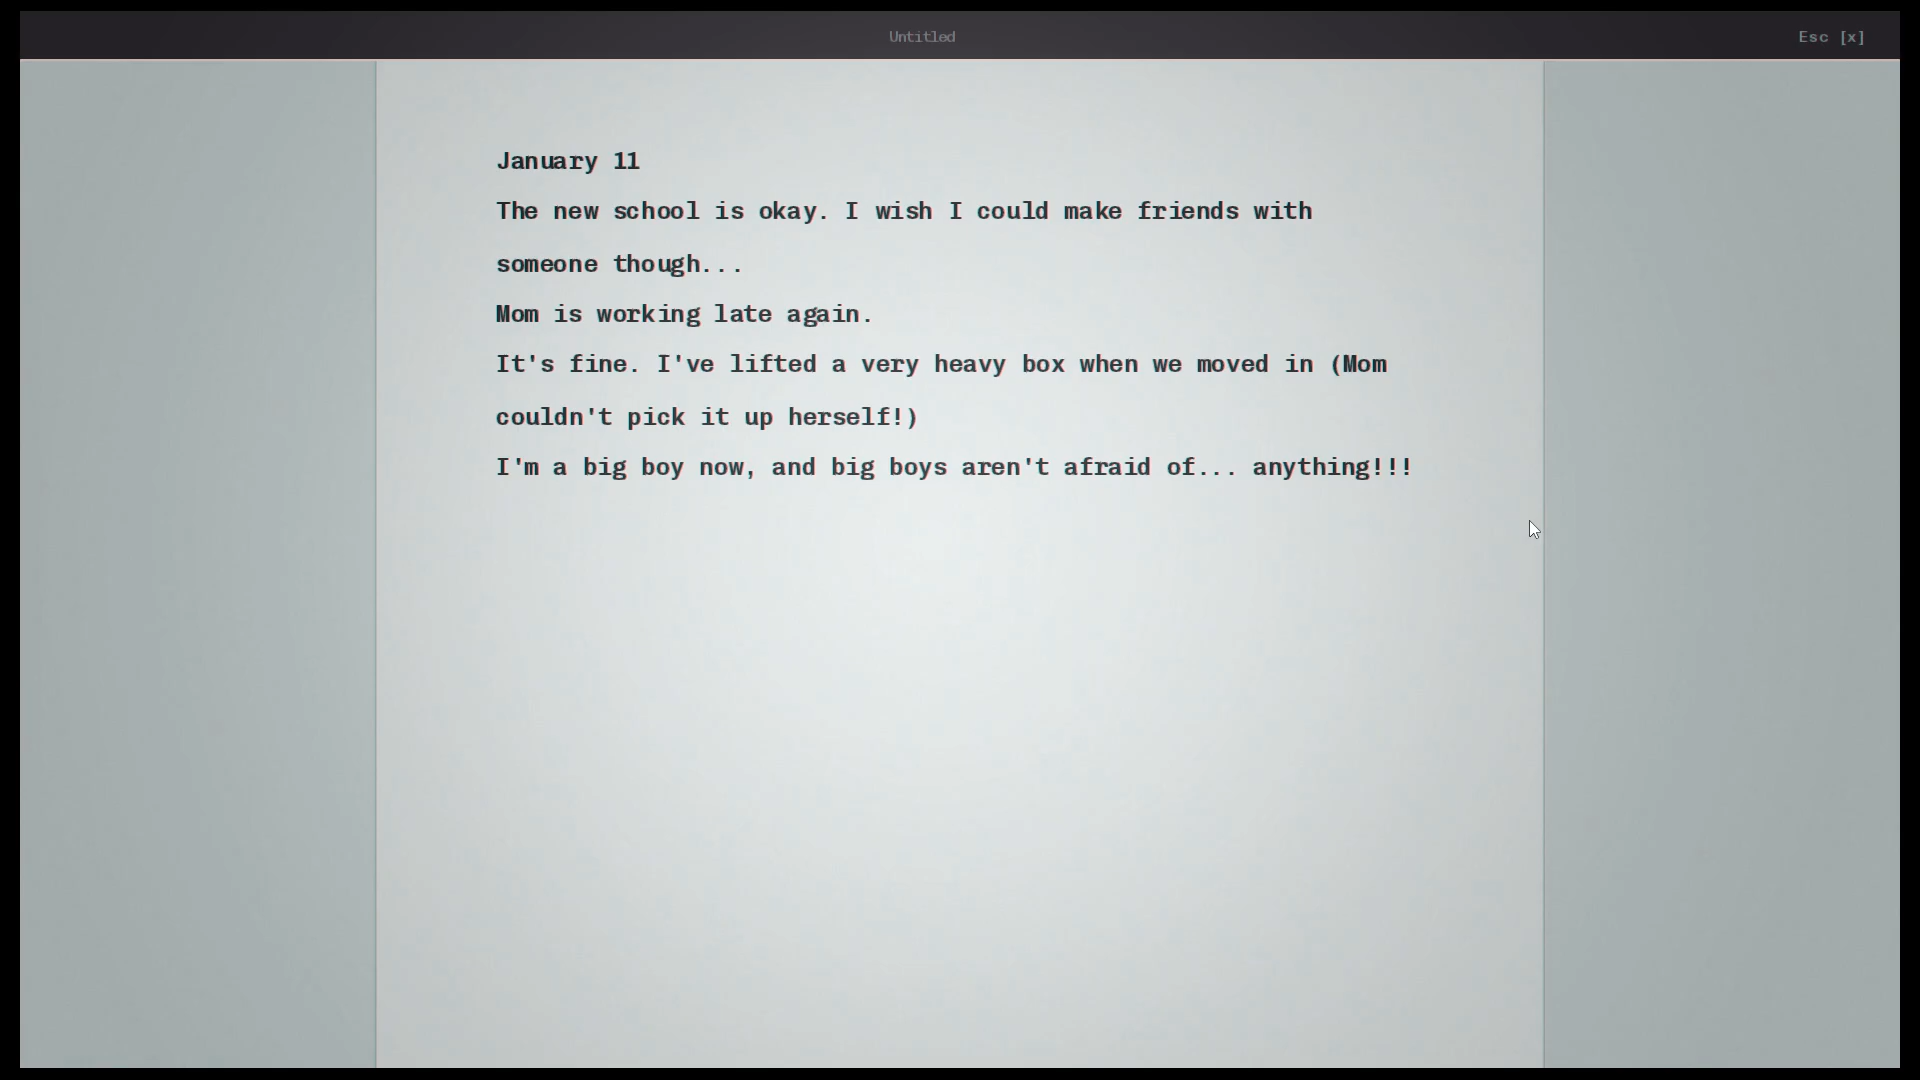 Untitled
Esc [x]
January 11
The new school is okay. I wish I could make friends with
someone though...
Mom is working late again.
It's fine. I've lifted a very heavy box when we moved in (Mom
couldn't pick it up herself!)
I'm a big boy now, and big boys aren't afraid of... anything!!!